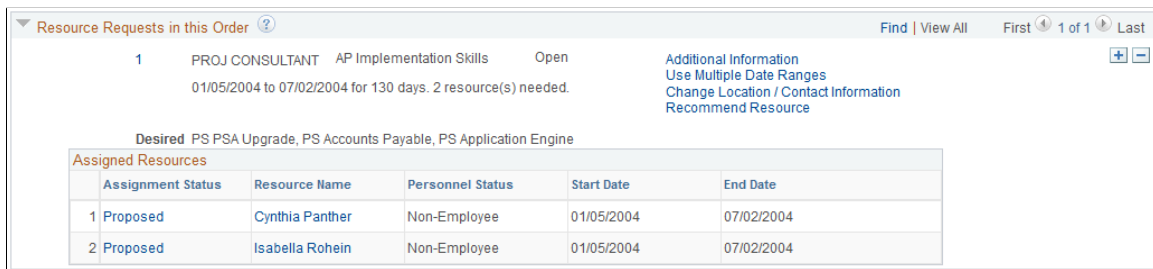 Resource Requests in this Order ? Find | View All First 1 of 1 Last
1 PROJ CONSULTANT AP Implementation Skills Open Additional Information + -
Use Multiple Date Ranges
01/05/2004 to 07/02/2004 for 130 days. 2 resource(s) needed. Change Location / Contact Information
Recommend Resource
Desired PS PSA Upgrade, PS Accounts Payable, PS Application Engine
Assigned Resources
Assignment Status Resource Name Personnel Status Start Date End Date
1 Proposed Cynthia Panther Non-Employee 01/05/2004 07/02/2004
2 Proposed Isabella Rohein Non-Employee 01/05/2004 07/02/2004